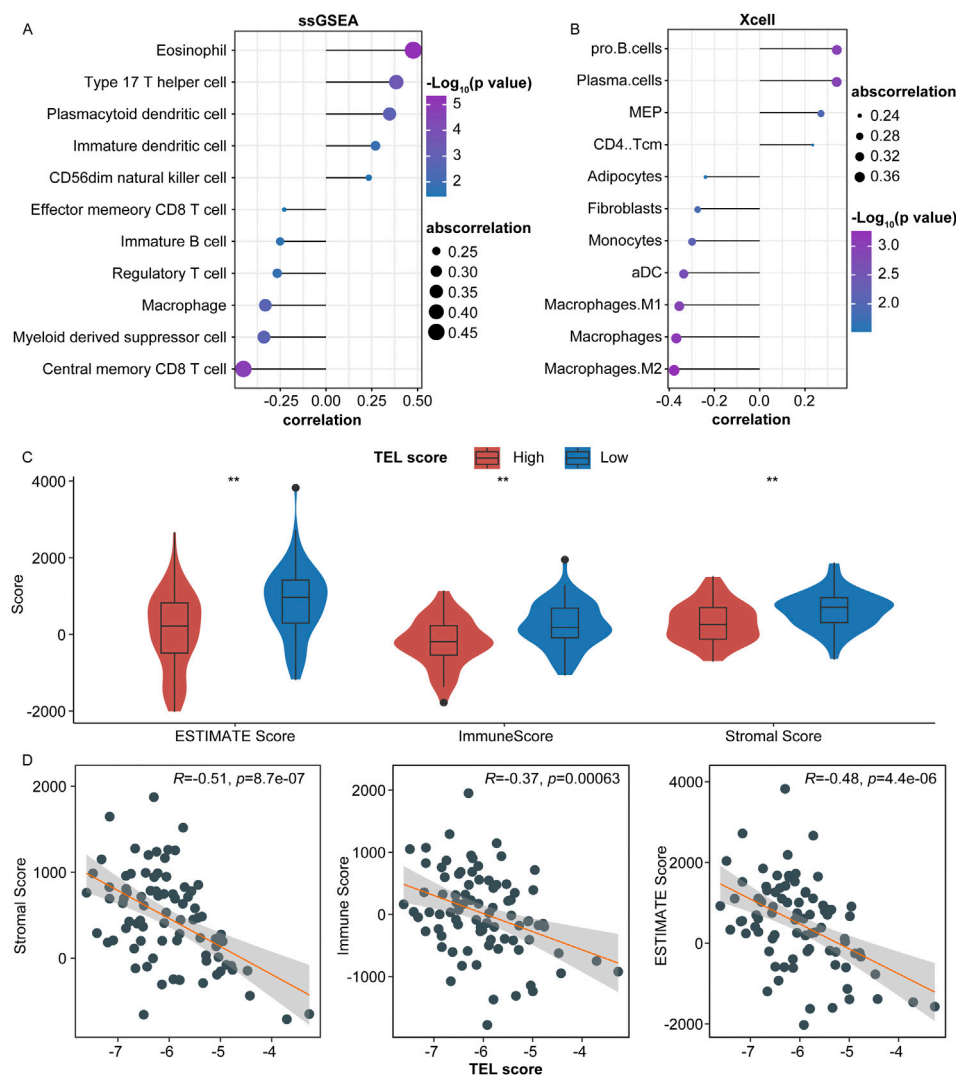 A
ssGSEA
Eosinophil
Type 17 T helper cell
Plasmacytoid dendritic cell
Immature dendritic cell
CD56dim natural killer cell
Effector memeory CD8 T cell
Immature B cell
Regulatory T cell
Macrophage
Myeloid derived suppressor cell
Central memory CD8 T cell
-0.25 0.00 0.25 0.50
correlation
-Log10(p value)
5
4
3
2
abscorrelation
0.25
0.30
0.35
0.40
0.45
B
Xcell
pro.B.cells
Plasma.cells
MEP
CD4..Tcm
Adipocytes
Fibroblasts
Monocytes
aDC
Macrophages.M1
Macrophages
Macrophages.M2
-0.4 -0.2 0.0 0.2
correlation
abscorrelation
0.24
0.28
0.32
0.36
-Log10(p value)
3.0
2.5
2.0
C
TEL score High Low
** ** **
Score
4000
2000
0
-2000
ESTIMATE Score ImmuneScore Stromal Score
D
R=-0.51, p=8.7e-07
Stromal Score
2000
1000
0
-7 -6 -5 -4
R=-0.37, p=0.00063
Immune Score
2000
1000
0
-1000
-7 -6 -5 -4
TEL score
R=-0.48, p=4.4e-06
ESTIMATE Score
4000
2000
0
-2000
-7 -6 -5 -4